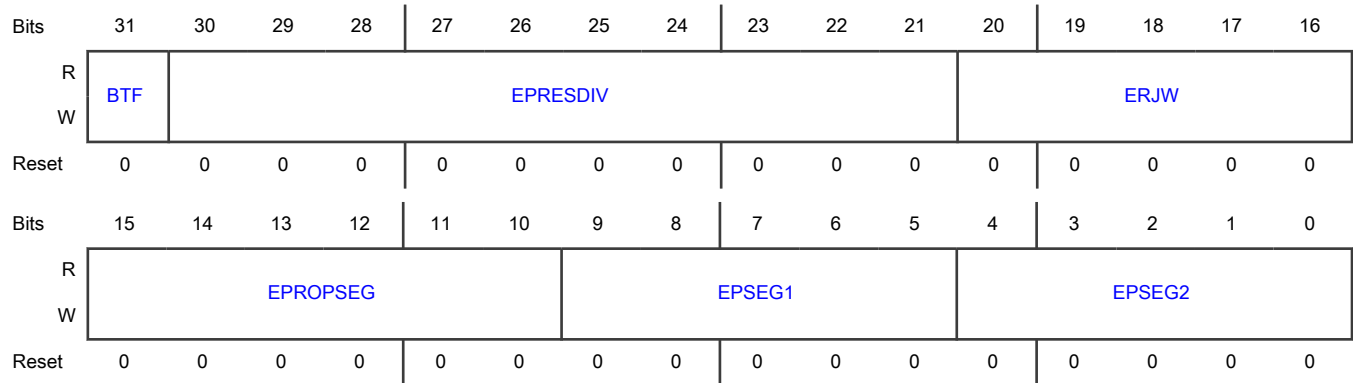 Bits 31 30 29 28 27 26 25 24 23 22 21 20 19 18 17 16
R
BTF EPRESDIV ERJW
W
Reset 0 0 0 0 0 0 0 0 0 0 0 0 0 0 0 0
Bits 15 14 13 12 11 10 9 8 7 6 5 4 3 2 1 0
R
EPROPSEG EPSEG1 EPSEG2
W
Reset 0 0 0 0 0 0 0 0 0 0 0 0 0 0 0 0